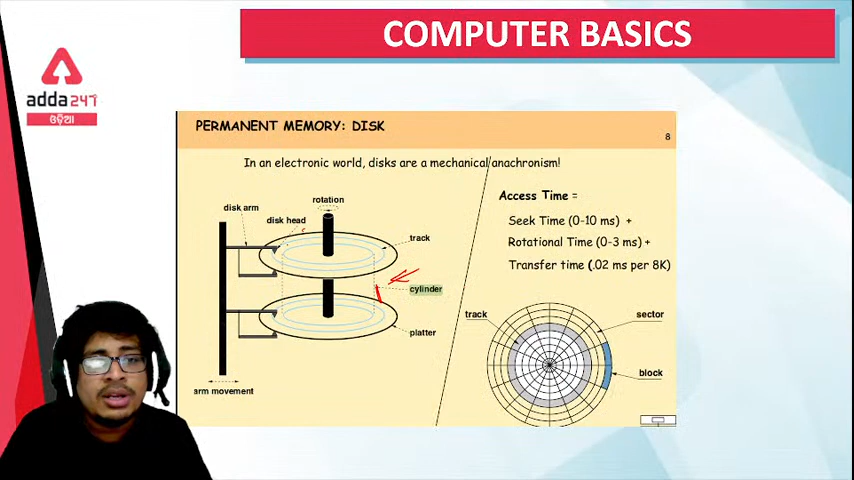 COMPUTER BASICS
adda247
ଓଡ଼ିଆ
PERMANENT MEMORY: DISK
8
In an electronic world, disks are a mechanical anachronism!
disk arm
rotation
disk head
track
cylinder
platter
arm movement
Access Time =
Seek Time (0-10 ms) +
Rotational Time (0-3 ms) +
Transfer time (.02 ms per 8K)
track
sector
block